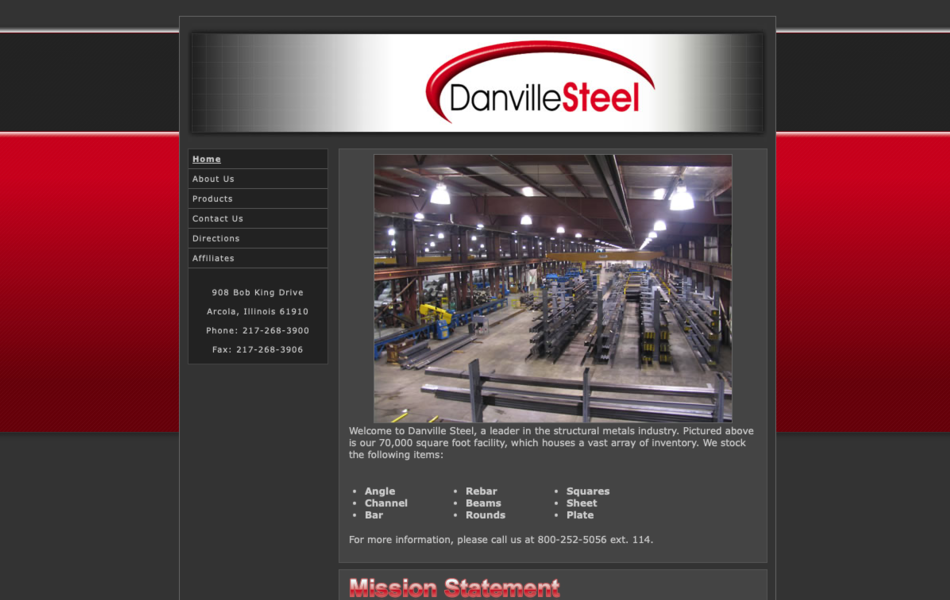 DanvilleSteel
Home
About Us
Products
Contact Us
Directions
Affiliates
908 Bob King Drive
Arcola, Illinois 61910
Phone: 217-268-3900
Fax: 217-268-3906
Welcome to Danville Steel, a leader in the structural metals industry. Pictured above
is our 70,000 square foot facility, which houses a vast array of inventory. We stock
the following items:
• Angle
• Channel
• Bar
• Rebar
• Beams
• Rounds
• Squares
• Sheet
• Plate
For more information, please call us at 800-252-5056 ext. 114.
Mission Statement